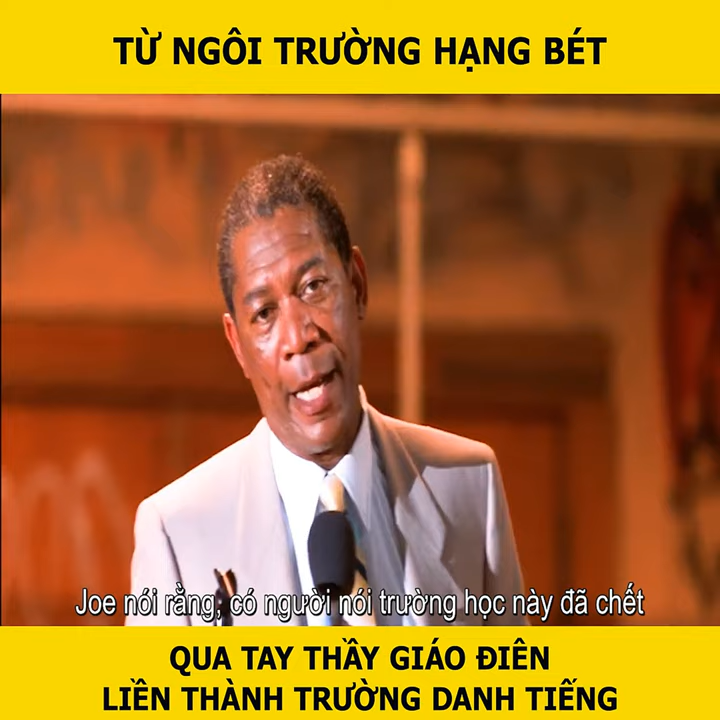 TỪ NGÔI TRƯỜNG HẠNG BÉT
Joe nói rằng, có người nói trường học này đã chết
QUA TAY THẦY GIÁO ĐIÊN
LIỀN THÀNH TRƯỜNG DANH TIẾNG